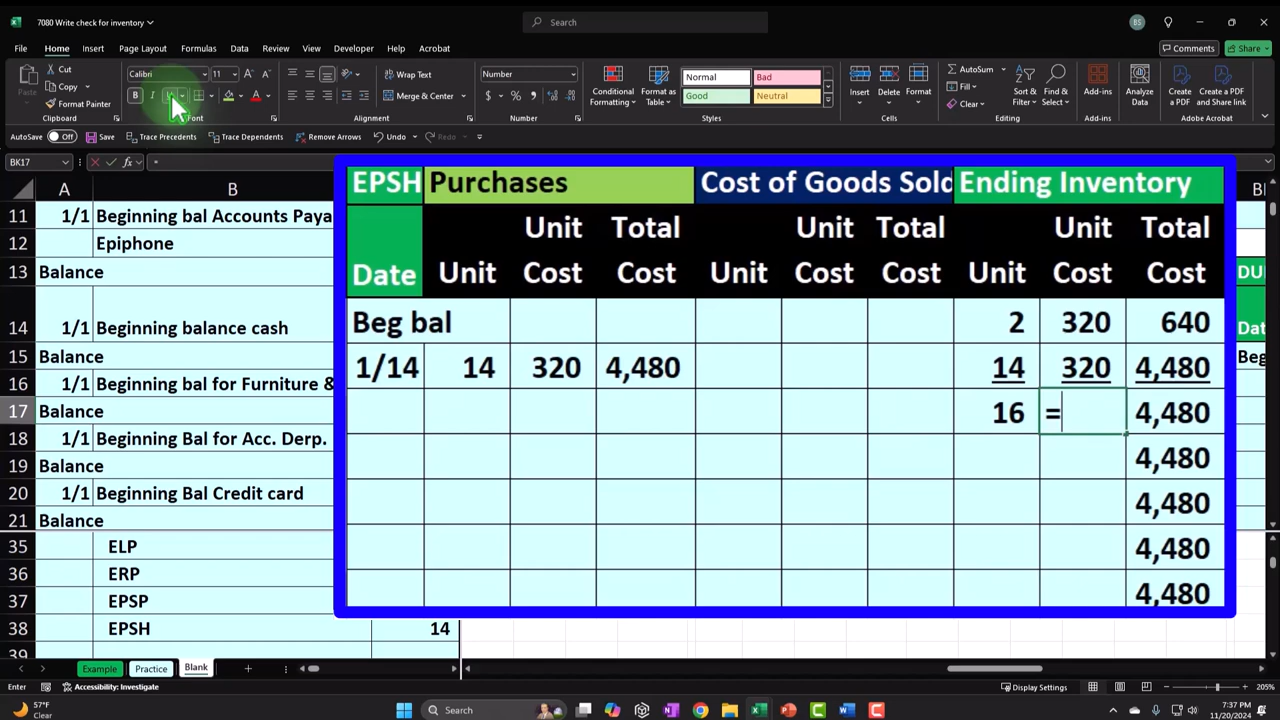 7080 Write check for inventory
Search
BS
File Home Insert Page Layout Formulas Data Review View Developer Help Acrobat
Comments Share
Paste
Cut
Copy
Format Painter
Clipboard
Calibri 11
B I
Font
Wrap Text
Merge & Center
Alignment
Number
$ % 
Number
Conditional Formatting
Format as Table
Normal Bad
Good Neutral
Styles
Insert Delete Format
Cells
AutoSum
Fill
Clear
Sort & Filter
Find & Select
Editing
Add-ins
Add-ins
Analyze Data
Create a PDF
Create a PDF and Share link
Adobe Acrobat
AutoSave Off Save Trace Precedents Trace Dependents Remove Arrows Undo Redo
BK17 fx =
A B
11 1/1 Beginning bal Accounts Paya
12 Epiphone
13 Balance
14 1/1 Beginning balance cash
15 Balance
16 1/1 Beginning bal for Furniture &
17 Balance
18 1/1 Beginning Bal for Acc. Derp.
19 Balance
20 1/1 Beginning Bal Credit card
21 Balance
35 ELP
36 ERP
37 EPSP
38 EPSH 14
39
EPSH Purchases Cost of Goods Sold Ending Inventory
Unit Total Unit Total Unit Total
Date Unit Cost Cost Unit Cost Cost Unit Cost Cost
Beg bal 2 320 640
1/14 14 320 4,480 14 320 4,480
16 = 4,480
4,480
4,480
4,480
4,480
DU
Dat
Beg
Example Practice Blank
Enter Accessibility: Investigate
Display Settings 205%
57°F
Clear
Search
7:37 PM
11/20/2024